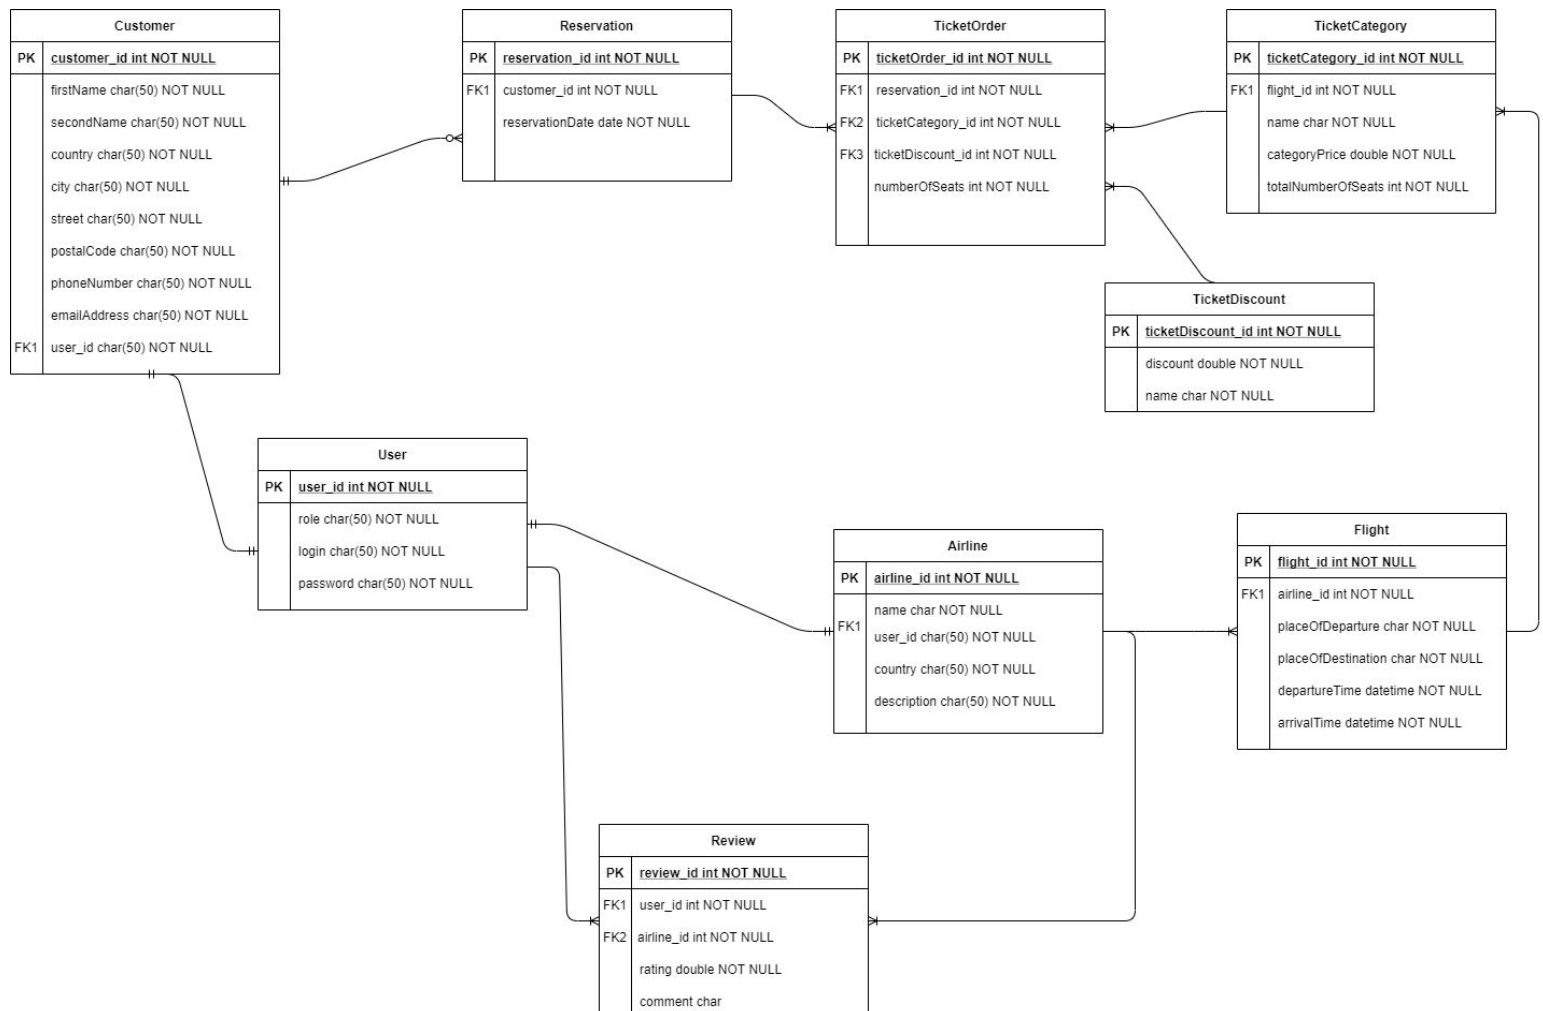 Customer
PK customer_id int NOT NULL
firstName char(50) NOT NULL
secondName char(50) NOT NULL
country char(50) NOT NULL
city char(50) NOT NULL
street char(50) NOT NULL
postalCode char(50) NOT NULL
phoneNumber char(50) NOT NULL
emailAddress char(50) NOT NULL
FK1 user_id char(50) NOT NULL
Reservation
PK reservation_id int NOT NULL
FK1 customer_id int NOT NULL
reservationDate date NOT NULL
TicketOrder
PK ticketOrder_id int NOT NULL
FK1 reservation_id int NOT NULL
FK2 ticketCategory_id int NOT NULL
FK3 ticketDiscount_id int NOT NULL
numberOfSeats int NOT NULL
TicketCategory
PK ticketCategory_id int NOT NULL
FK1 flight_id int NOT NULL
name char NOT NULL
categoryPrice double NOT NULL
totalNumberOfSeats int NOT NULL
TicketDiscount
PK ticketDiscount_id int NOT NULL
discount double NOT NULL
name char NOT NULL
User
PK user_id int NOT NULL
role char(50) NOT NULL
login char(50) NOT NULL
password char(50) NOT NULL
Airline
PK airline_id int NOT NULL
name char NOT NULL
FK1 user_id char(50) NOT NULL
country char(50) NOT NULL
description char(50) NOT NULL
Flight
PK flight_id int NOT NULL
FK1 airline_id int NOT NULL
placeOfDeparture char NOT NULL
placeOfDestination char NOT NULL
departureTime datetime NOT NULL
arrivalTime datetime NOT NULL
Review
PK review_id int NOT NULL
FK1 user_id int NOT NULL
FK2 airline_id int NOT NULL
rating double NOT NULL
comment char